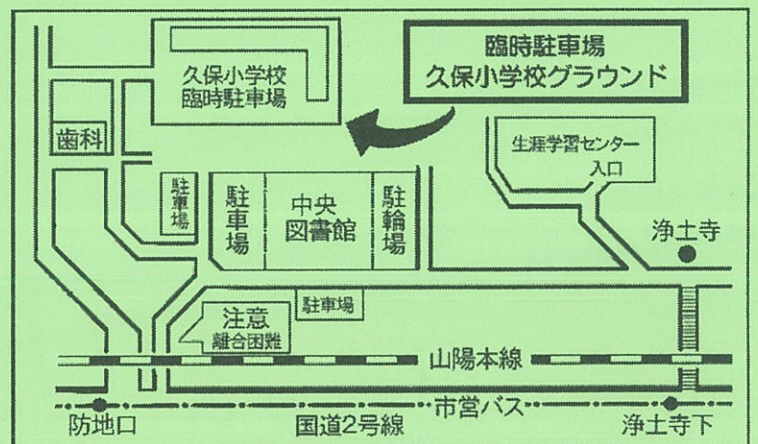 臨時駐車場
久保小学校グラウンド
久保小学校
臨時駐車場
歯科
生涯学習センター
入口
駐車場
駐車場
中央
図書館
駐輪場
浄土寺
注意
離合困難
駐車場
山陽本線
市営バス
防地口
国道2号線
浄土寺下